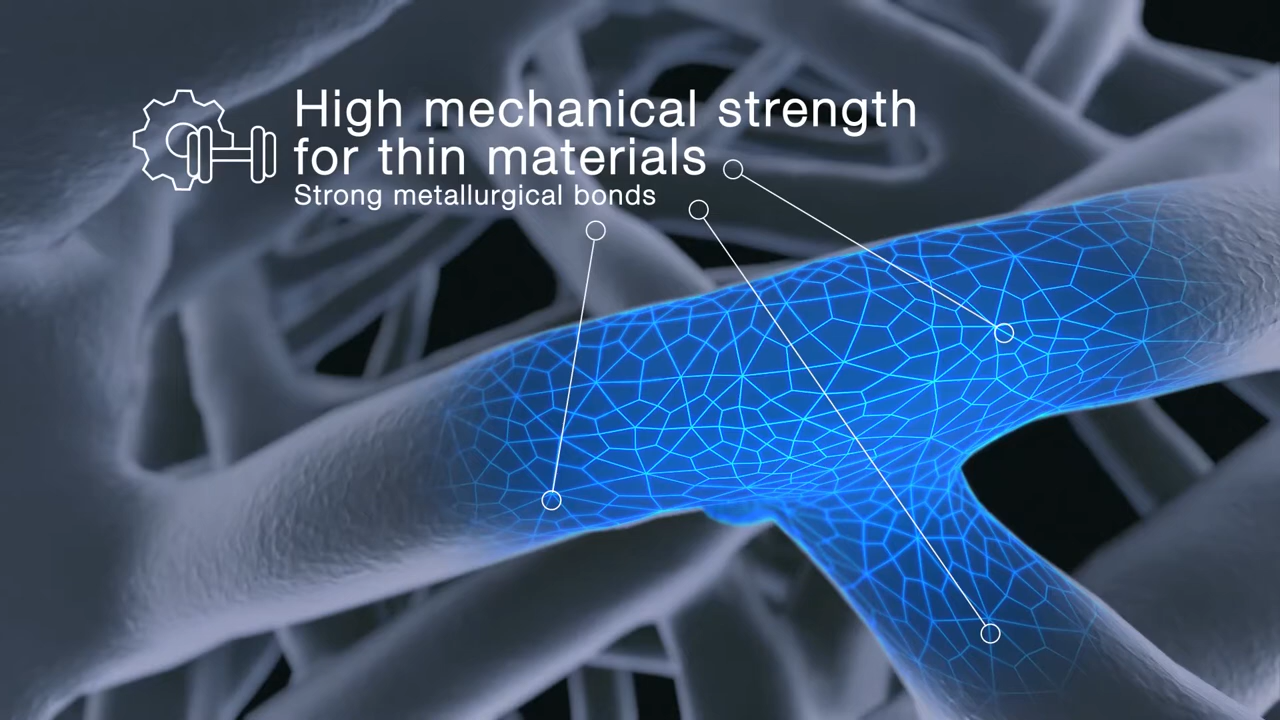 High mechanical strength
for thin materials
Strong metallurgical bonds